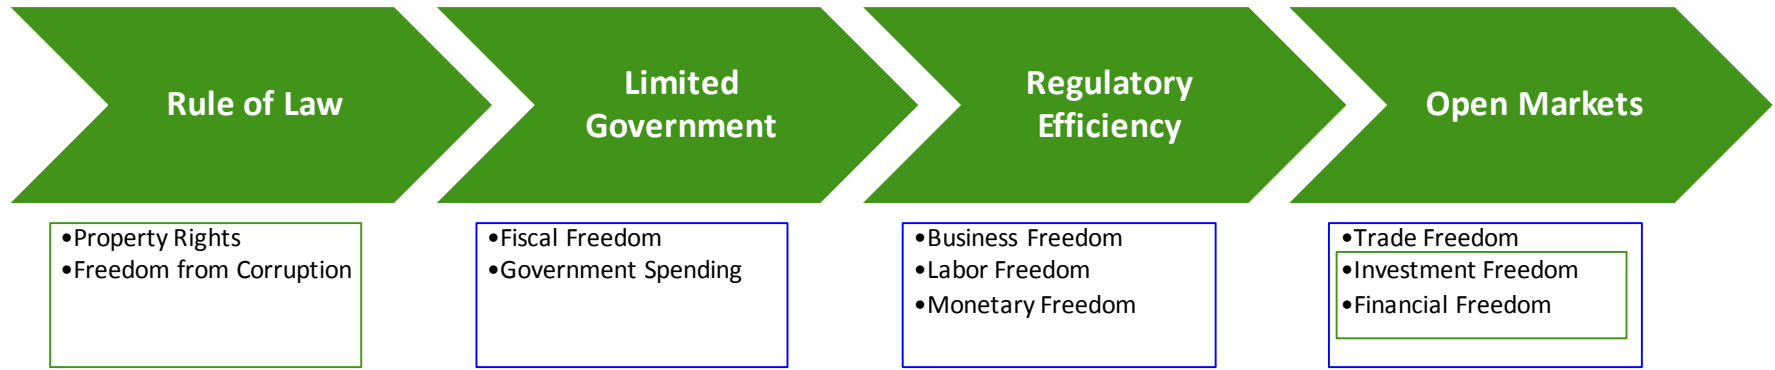 Rule of Law
Limited
Government
Regulatory
Efficiency
Open Markets
•Property Rights
•Freedom from Corruption
•Fiscal Freedom
•Government Spending
•Business Freedom
•Labor Freedom
•Monetary Freedom
•Trade Freedom
•Investment Freedom
•Financial Freedom